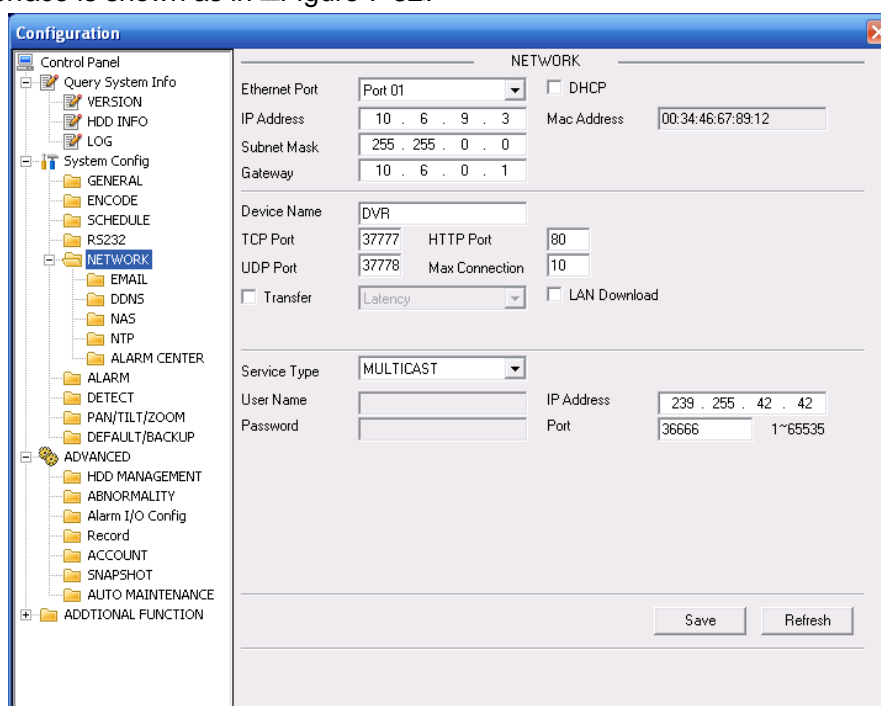 Configuration
Control Panel
Query System Info
VERSION
HDD INFO
LOG
System Config
GENERAL
ENCODE
SCHEDULE
RS232
NETWORK
EMAIL
DDNS
NAS
NTP
ALARM CENTER
ALARM
DETECT
PAN/TILT/ZOOM
DEFAULT/BACKUP
ADVANCED
HDD MANAGEMENT
ABNORMALITY
Alarm I/O Config
Record
ACCOUNT
SNAPSHOT
AUTO MAINTENANCE
ADDTIONAL FUNCTION
NETWORK
Ethernet Port Port 01 DHCP
IP Address 10 . 6 . 9 . 3 Mac Address 00:34:46:67:89:12
Subnet Mask 255 . 255 . 0 . 0
Gateway 10 . 6 . 0 . 1
Device Name DVR
TCP Port 37777 HTTP Port 80
UDP Port 37778 Max Connection 10
Transfer Latency LAN Download
Service Type MULTICAST
User Name IP Address 239 . 255 . 42 . 42
Password Port 36666 1~65535
Save Refresh